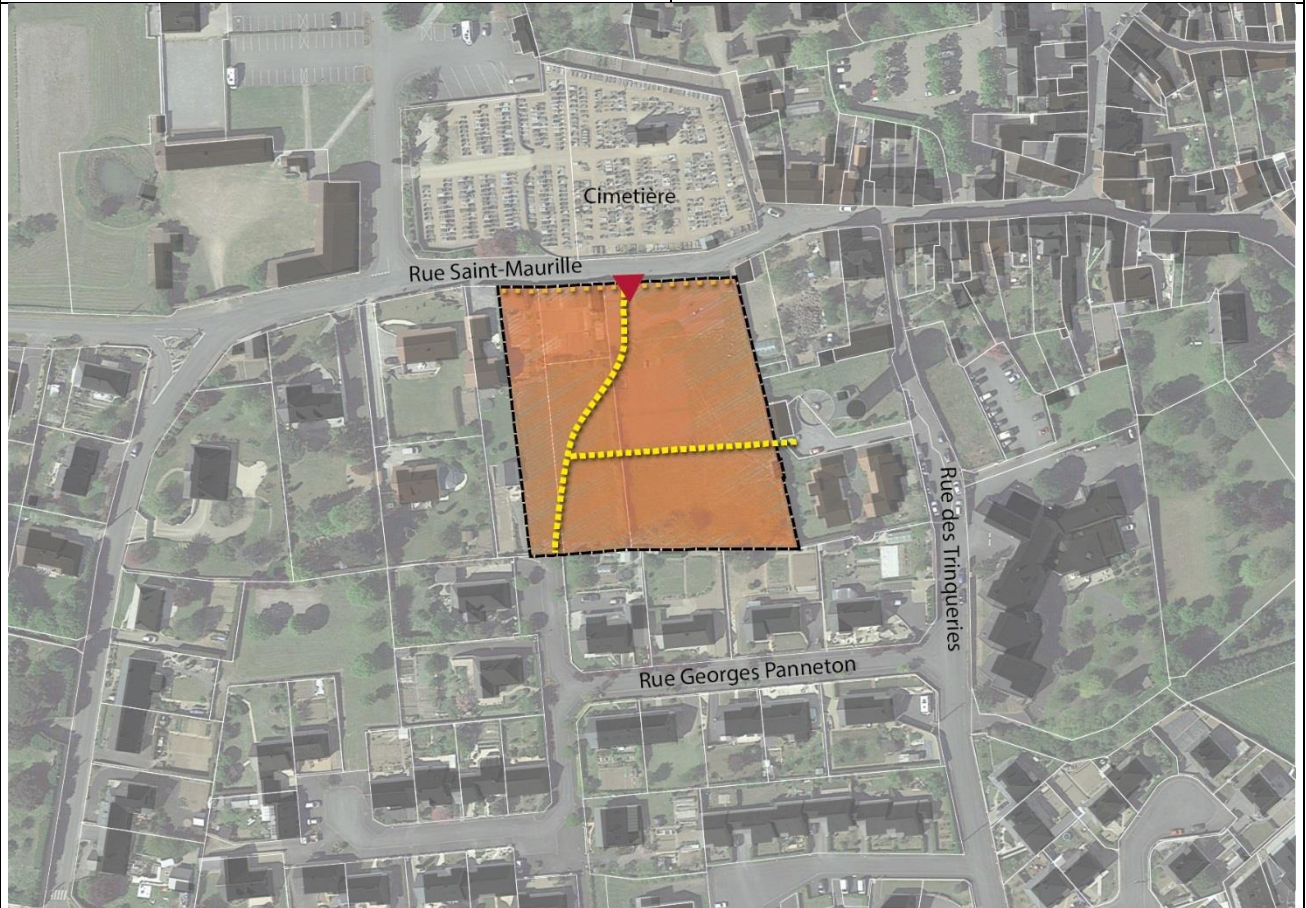 Cimetière
Rue Saint-Maurille
Rue des Trinqueries
Rue Georges Panneton